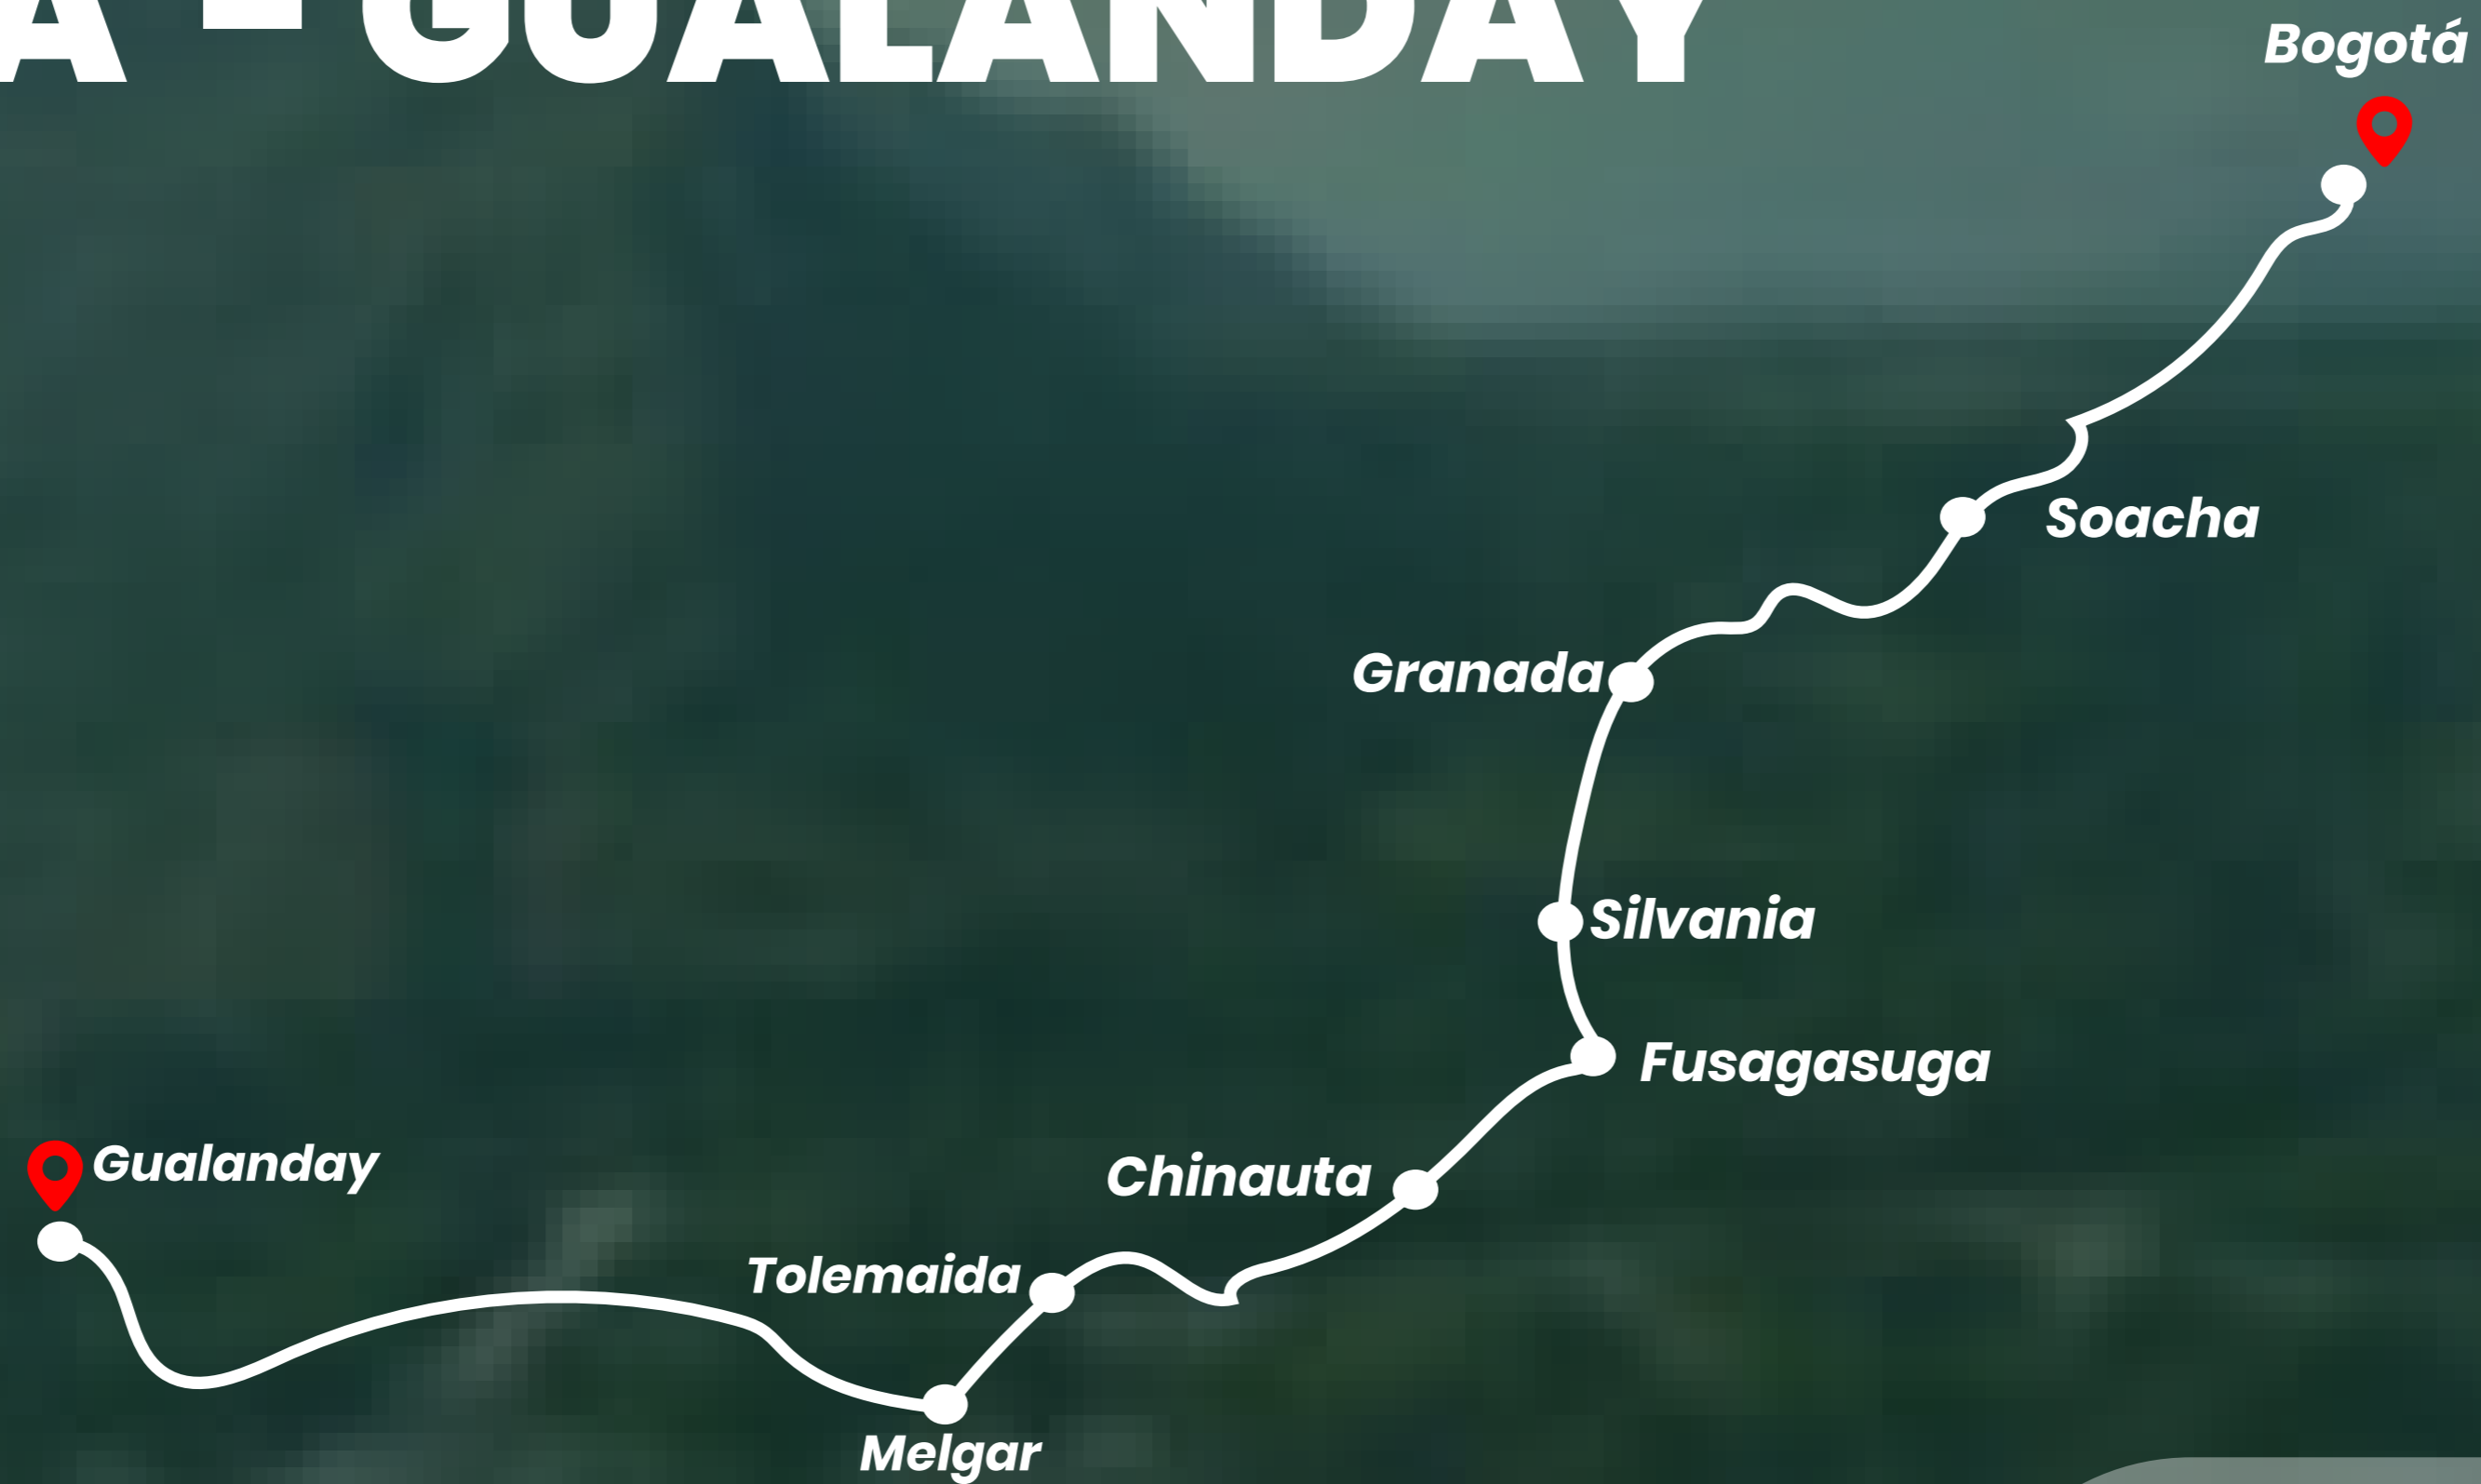 A - GUALANDAY
Bogotá
Soacha
Granada
Silvania
Fusagasuga
Gualanday
Chinauta
Tolemaida
Melgar